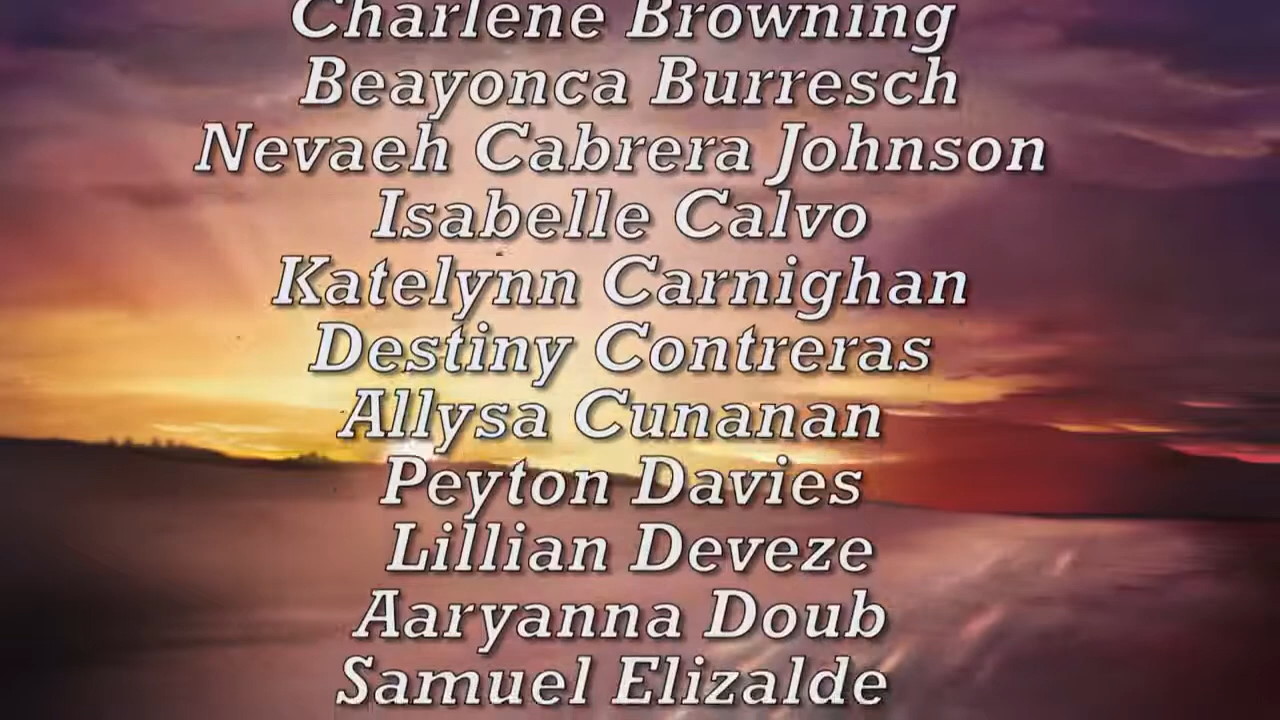 Charlene Browning
Beayonca Burresch
Nevaeh Cabrera Johnson
Isabelle Calvo
Katelynn Carnighan
Destiny Contreras
Allysa Cunanan
Peyton Davies
Lillian Deveze
Aaryanna Doub
Samuel Elizalde